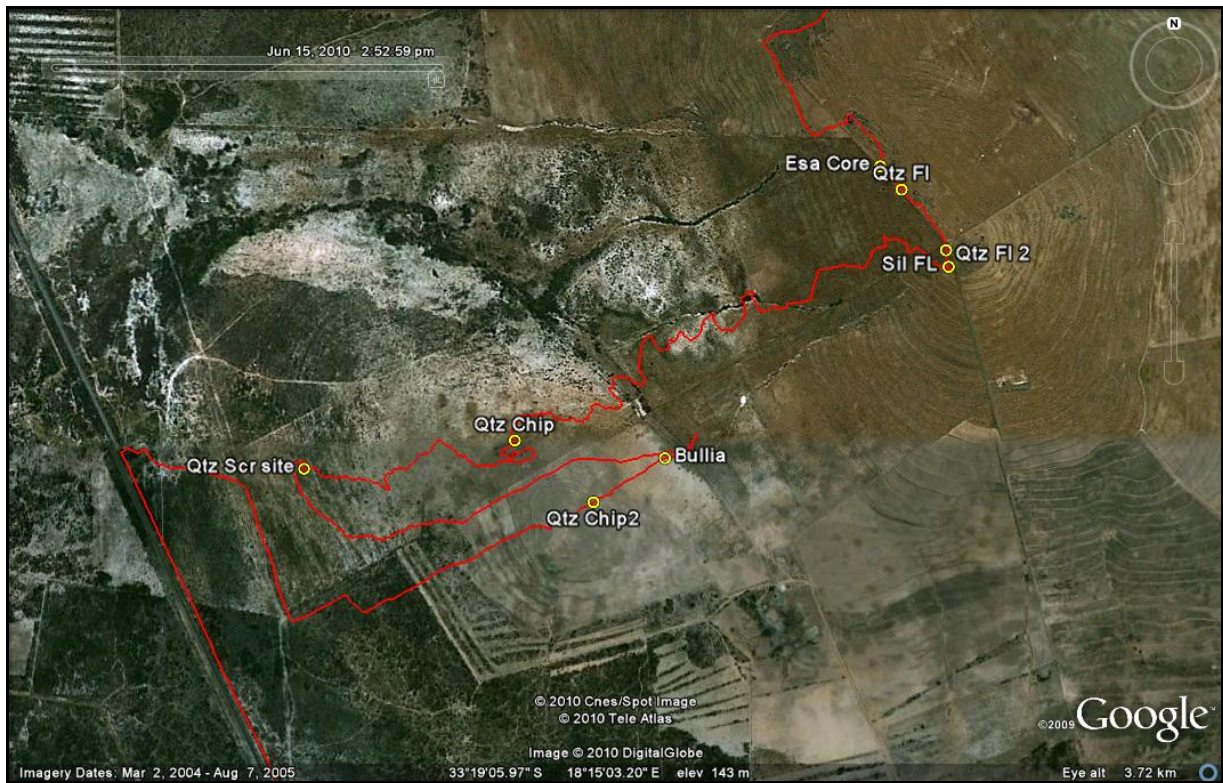 N
Jun 15, 2010 2:52:59 pm
Esa Core
Qtz Fl
Qtz Fl 2
Sil FL
Qtz Chip
Qtz Scr site
Bullia
Qtz Chip2
© 2010 Cnes/Spot Image
© 2010 Tele Atlas
©2009 Google™
Image © 2010 DigitalGlobe
Imagery Dates: Mar 2, 2004 - Aug 7, 2005 33°19'05.97" S 18°15'03.20" E elev 143 m Eye alt 3.72 km